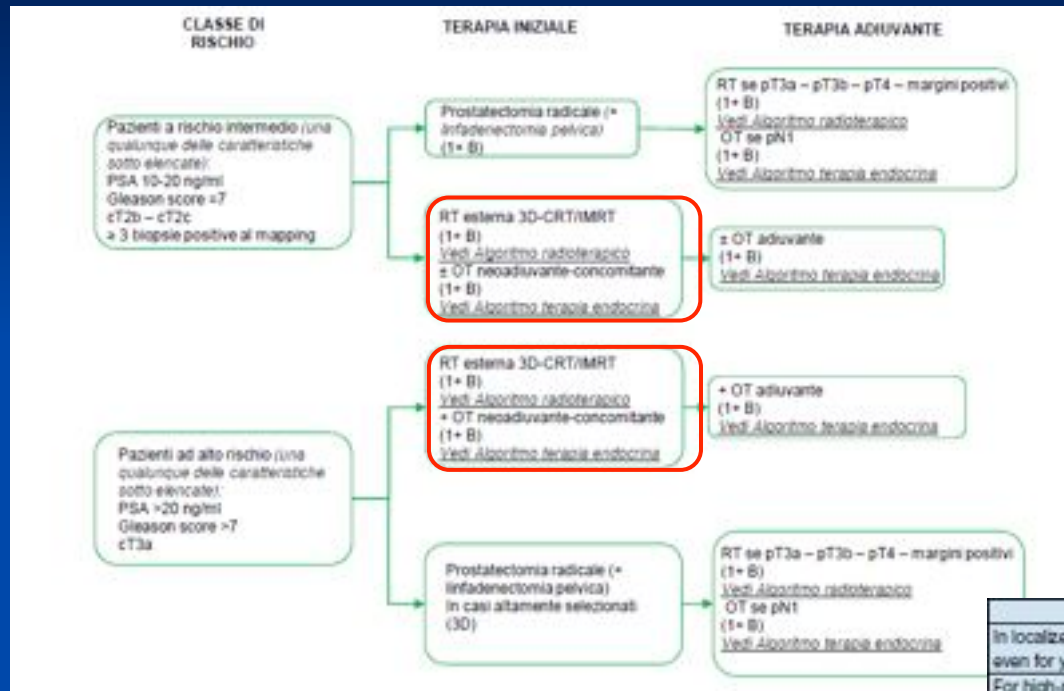 CLASSE DI
RISCHIO
TERAPIA INIZIALE
TERAPIA ADIUVANTE
Pazienti a rischio intermedio (una
qualunque delle caratteristiche
sotto elencate):
PSA 10-20 ng/ml
Gleason score =7
cT2b – cT2c
≥ 3 biopsie positive al mapping
Prostatectomia radicale (+
linfadenectomia pelvica)
(1+ B)
RT se pT3a – pT3b – pT4 – margini positivi
(1+ B)
Vedi Algoritmo radioterapico
OT se pN1
(1+ B)
Vedi Algoritmo terapia endocrina
RT esterna 3D-CRT/IMRT
(1+ B)
Vedi Algoritmo radioterapico
± OT neoadiuvante-concomitante
(1+ B)
Vedi Algoritmo terapia endocrina
± OT adiuvante
(1+ B)
Vedi Algoritmo terapia endocrina
Pazienti ad alto rischio (una
qualunque delle caratteristiche
sotto elencate):
PSA >20 ng/ml
Gleason score >7
cT3a
RT esterna 3D-CRT/IMRT
(1+ B)
Vedi Algoritmo radioterapico
+ OT neoadiuvante-concomitante
(1+ B)
Vedi Algoritmo terapia endocrina
+ OT adiuvante
(1+ B)
Vedi Algoritmo terapia endocrina
Prostatectomia radicale (+
linfadenectomia pelvica)
In casi altamente selezionati
(3D)
RT se pT3a – pT3b – pT4 – margini positivi
(1+ B)
Vedi Algoritmo radioterapico
OT se pN1
(1+ B)
Vedi Algoritmo terapia endocrina
In localize
even for y
For high-